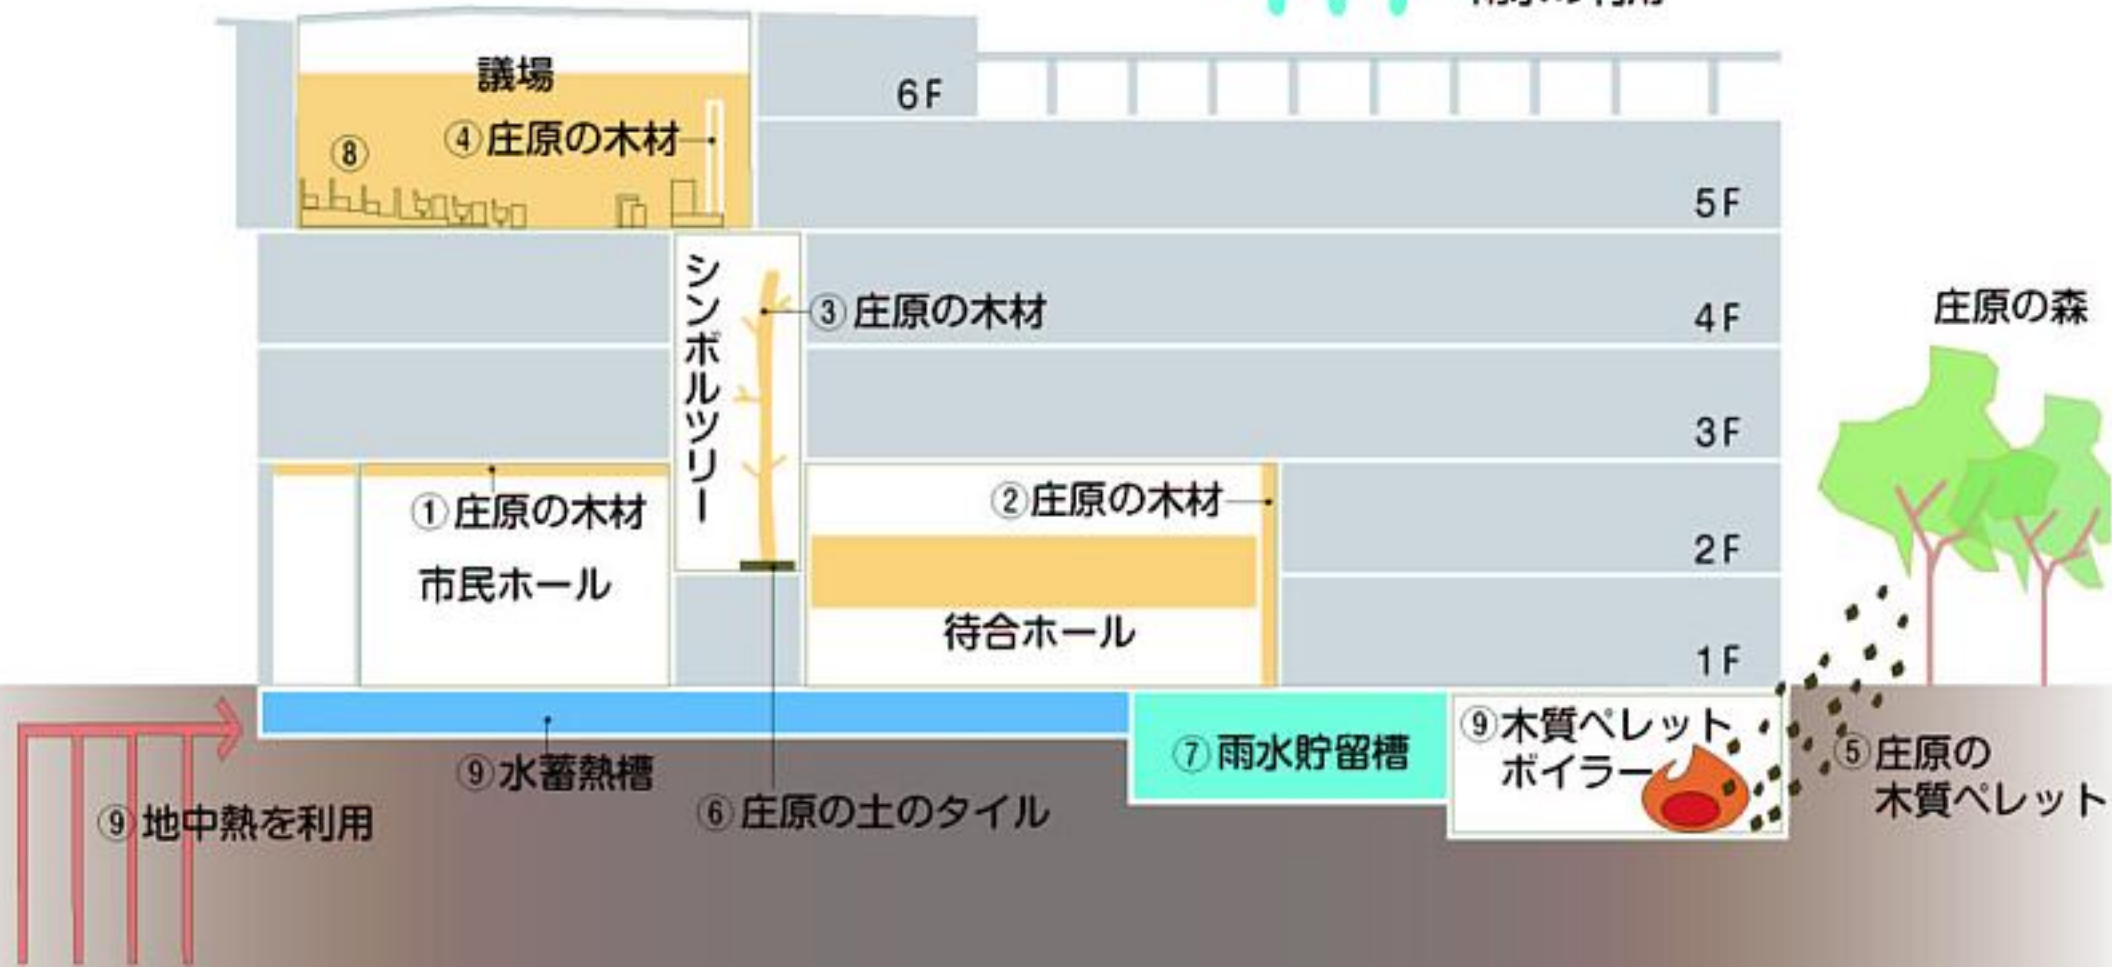 議場
6F
④庄原の木材
⑧
5F
シンボルツリー
③庄原の木材
4F
庄原の森
3F
①庄原の木材
②庄原の木材
2F
市民ホール
待合ホール
1F
⑨木質ペレット
ボイラー
⑦雨水貯留槽
⑤庄原の
木質ペレット
⑨水蓄熱槽
⑥庄原の土のタイル
⑨地中熱を利用